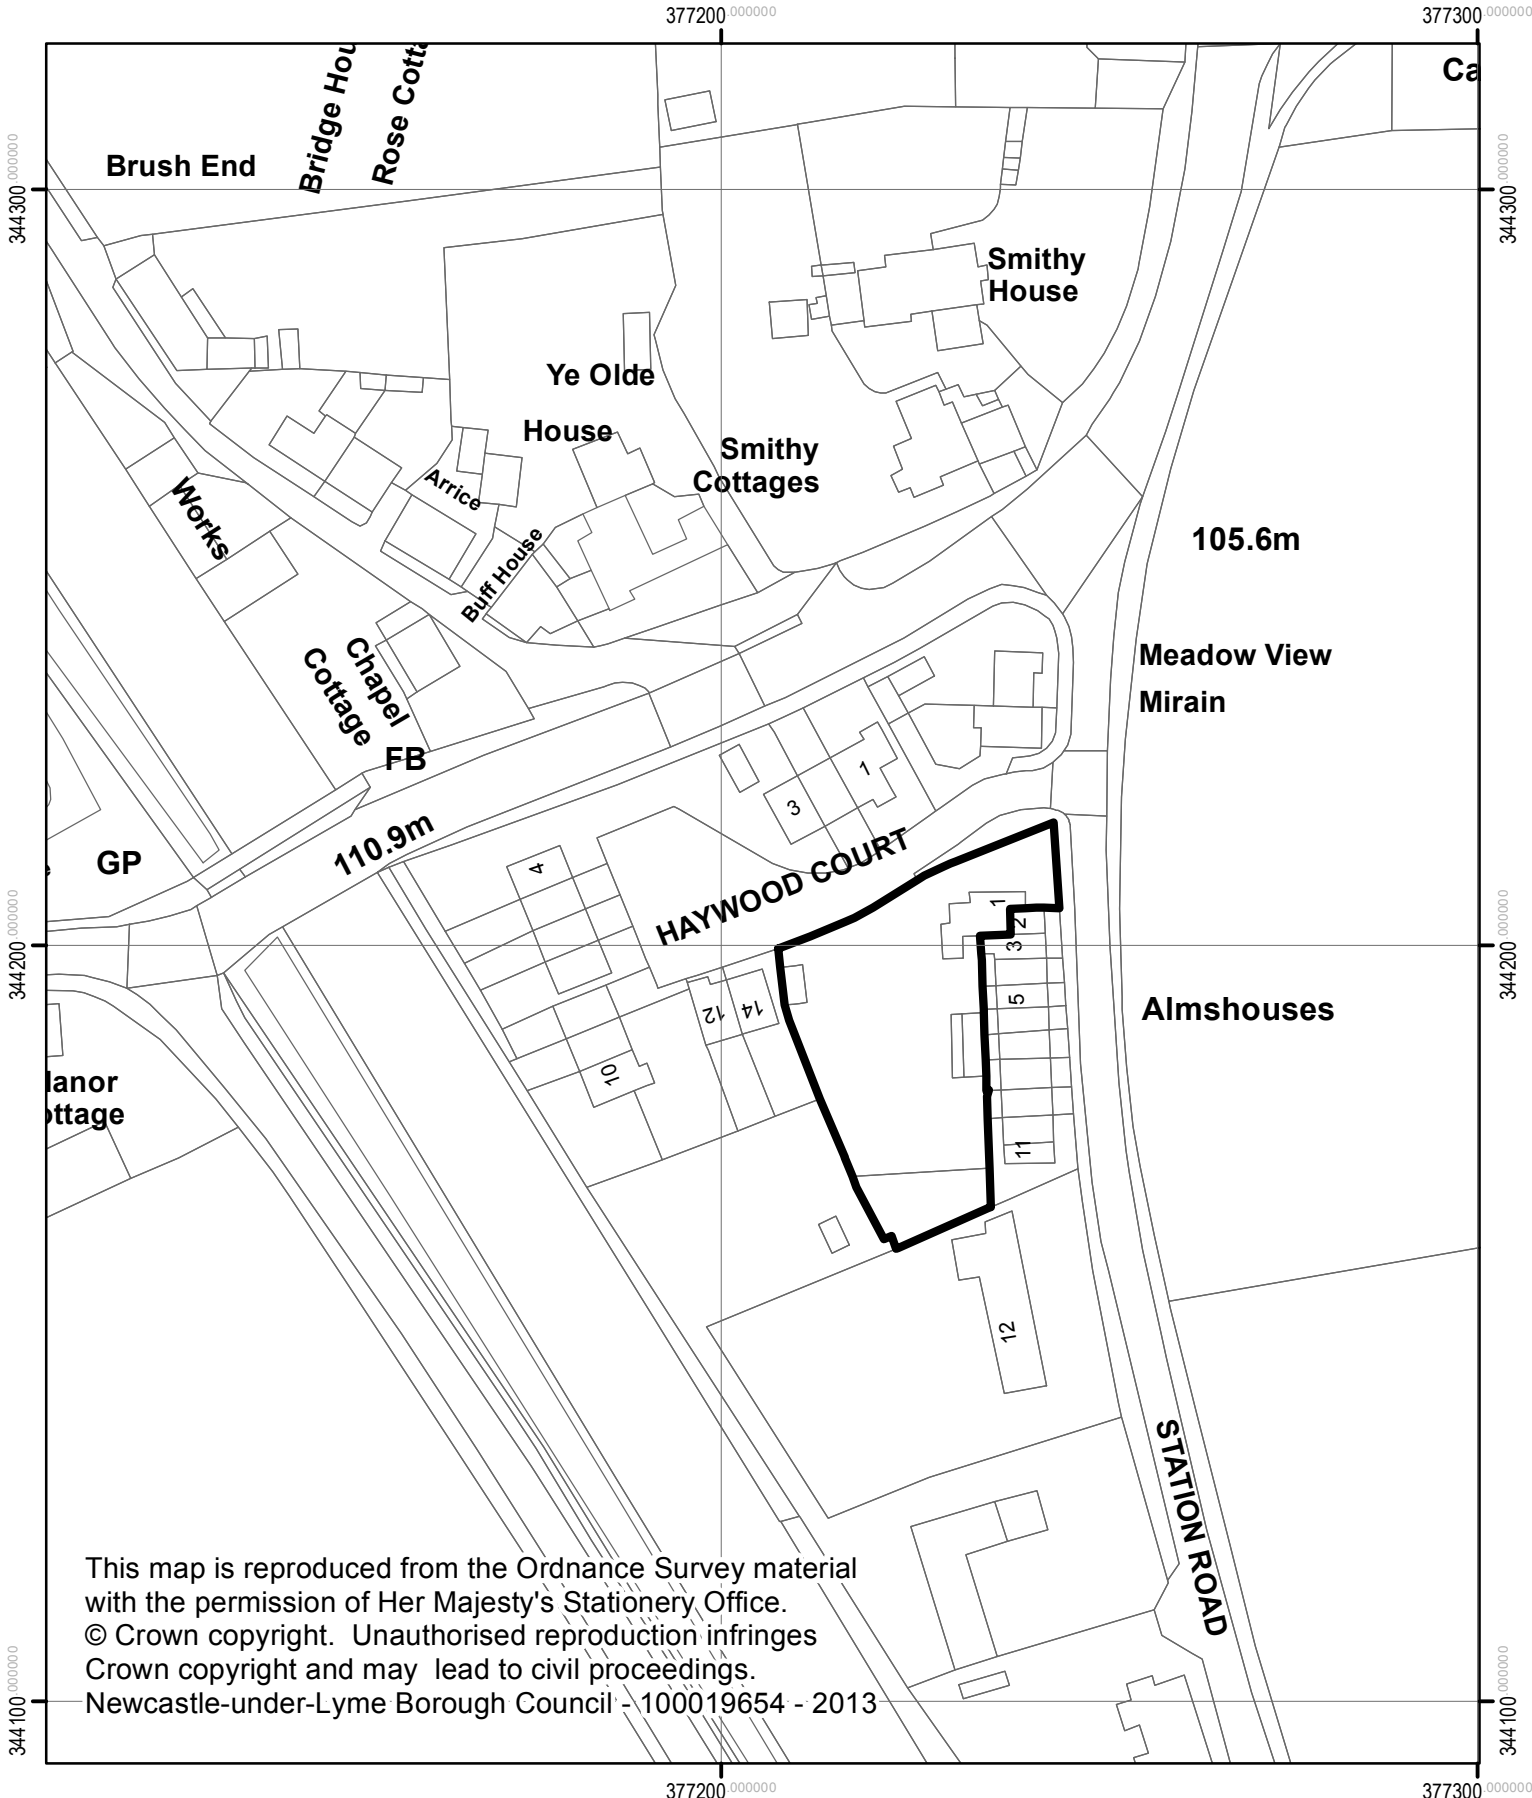 377200.000000
377300.000000
Ca
Bridge Hou
Rose Cotta
Brush End
344300.000000
344300.000000
Smithy
House
Ye Olde
House
Smithy
Cottages
Arrice
Works
Buff House
105.6m
Chapel
Cottage
Meadow View
Mirain
FB
1
3
110.9m
GP
4
HAYWOOD COURT
1
2
3
344200.000000
344200.000000
5
12
14
Almshouses
10
lanor
ottage
11
12
STATION ROAD
This map is reproduced from the Ordnance Survey material
with the permission of Her Majesty's Stationery Office.
© Crown copyright. Unauthorised reproduction infringes
Crown copyright and may lead to civil proceedings.
Newcastle-under-Lyme Borough Council - 100019654 - 2013
344100.000000
344100.000000
377200.000000
377300.000000